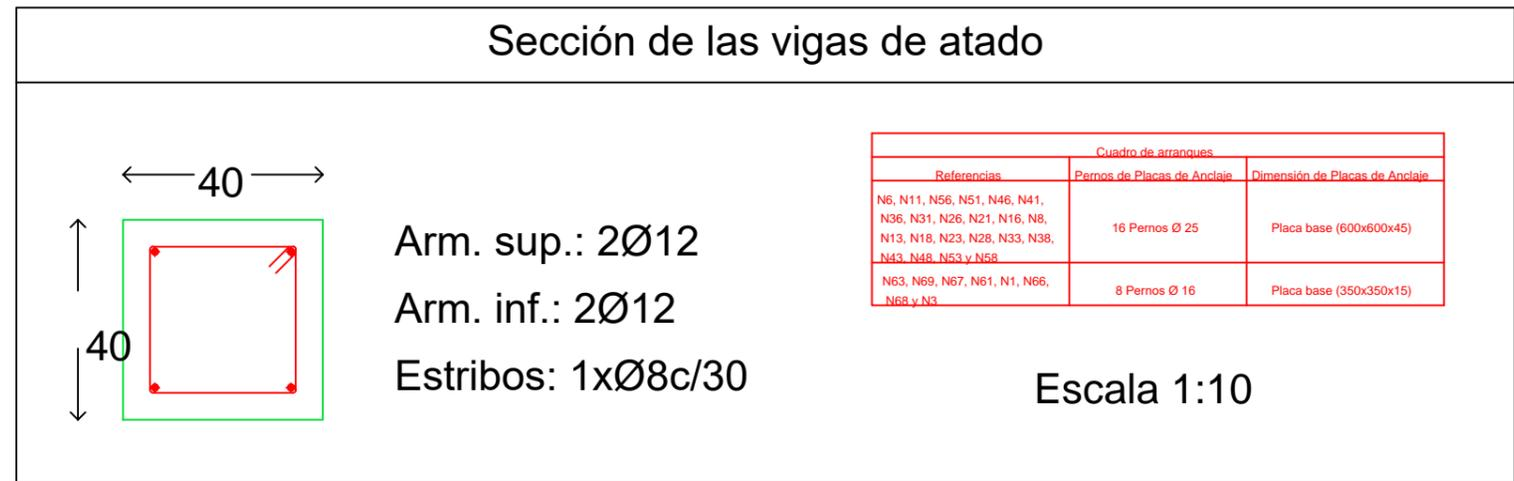 Sección de las vigas de atado
40
40
Arm. sup.: 2Ø12
Arm. inf.: 2Ø12
Estribos: 1xØ8c/30
Cuadro de arranques
Referencias
Pernos de Placas de Anclaje
Dimensión de Placas de Anclaje
N6, N11, N56, N51, N46, N41,
N36, N31, N26, N21, N16, N8,
N13, N18, N23, N28, N33, N38,
N43, N48, N53 y N58
16 Pernos Ø 25
Placa base (600x600x45)
N63, N69, N67, N61, N1, N66,
N68 y N3
8 Pernos Ø 16
Placa base (350x350x15)
Escala 1:10